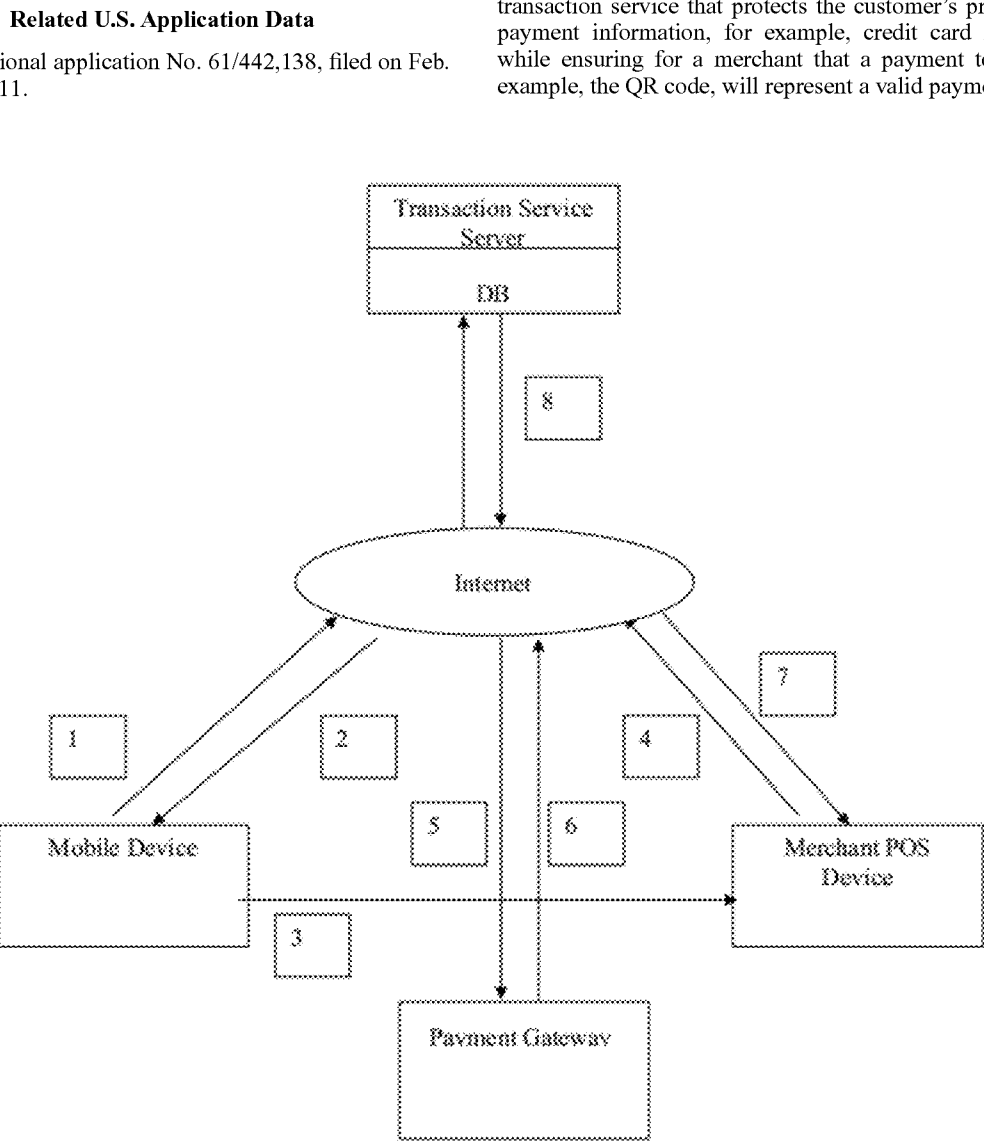 Related U.S. Application Data
ional application No. 61/442,138, filed on Feb.
11.
transaction service that protects the customer's pr
payment information, for example, credit card
while ensuring for a merchant that a payment to
example, the QR code, will represent a valid payme
Transaction Service
Server
DB
8
Internet
7
1
2
4
5
6
Mobile Device
Merchant POS
Device
3
Payment Gateway